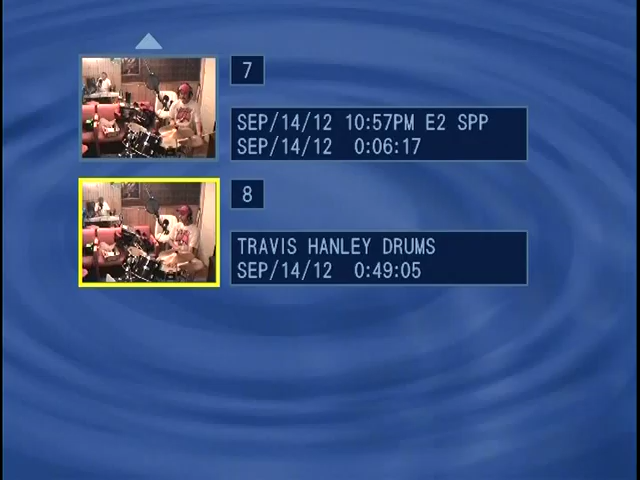 7
SEP/14/12 10:57PM E2 SPP
SEP/14/12 0:06:17
8
TRAVIS HANLEY DRUMS
SEP/14/12 0:49:05